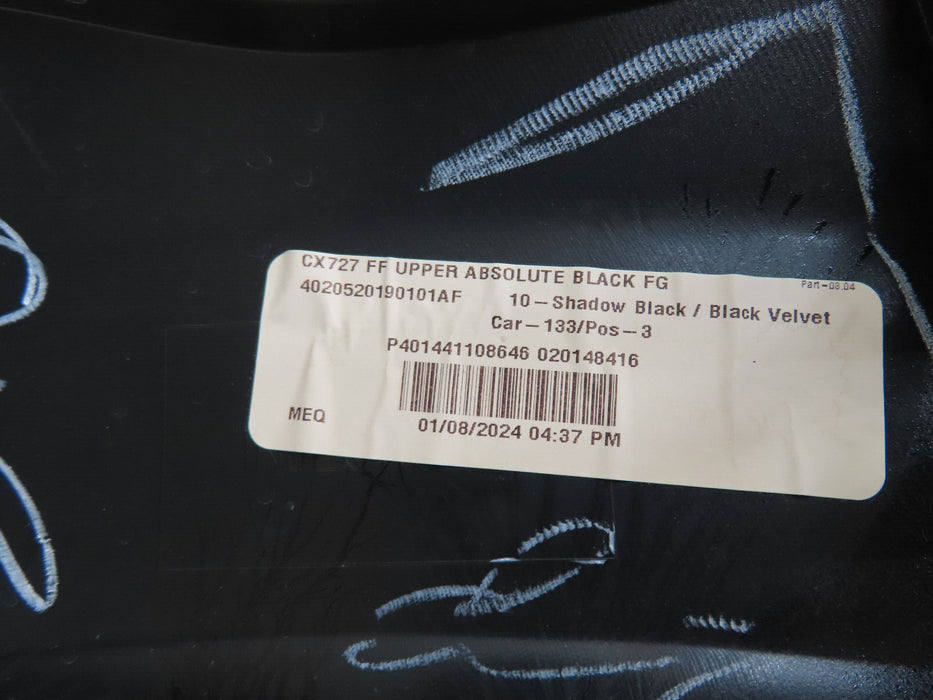 CX727 FF UPPER ABSOLUTE BLACK FG
Part-08.04
4020520190101AF 10-Shadow Black / Black Velvet
Car-133/Pos-3
P401441108646 020148416
MEQ
01/08/2024 04:37 PM